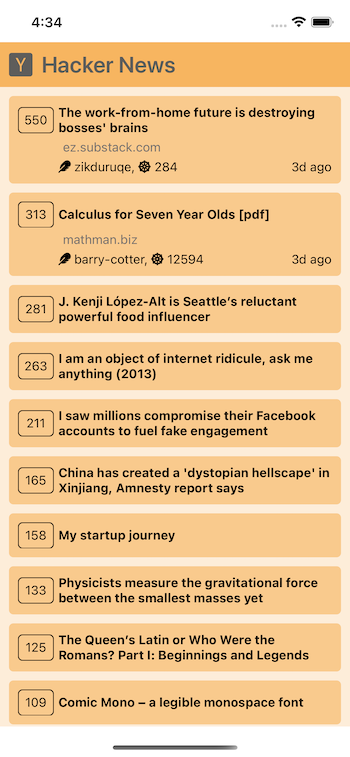 4:34
Y Hacker News
550
The work-from-home future is destroying
bosses' brains
ez.substack.com
zikduruqe, 284
3d ago
313
Calculus for Seven Year Olds [pdf]
mathman.biz
barry-cotter, 12594
3d ago
281
J. Kenji López-Alt is Seattle’s reluctant
powerful food influencer
263
I am an object of internet ridicule, ask me
anything (2013)
211
I saw millions compromise their Facebook
accounts to fuel fake engagement
165
China has created a 'dystopian hellscape' in
Xinjiang, Amnesty report says
158
My startup journey
133
Physicists measure the gravitational force
between the smallest masses yet
125
The Queen’s Latin or Who Were the
Romans? Part I: Beginnings and Legends
109
Comic Mono – a legible monospace font